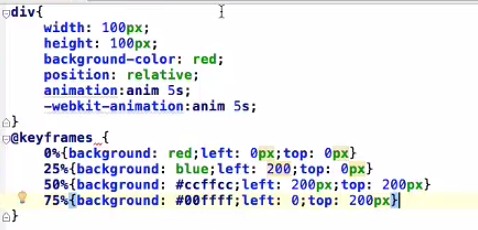 div{
width: 100px;
height: 100px;
background-color: red;
position: relative;
animation:anim 5s;
-webkit-animation:anim 5s;
}
@keyframes {
0%{background: red;left: 0px;top: 0px}
25%{background: blue;left: 200;top: 0px}
50%{background: #ccffcc;left: 200px;top: 200px}
75%{background: #00ffff;left: 0;top: 200px}
}